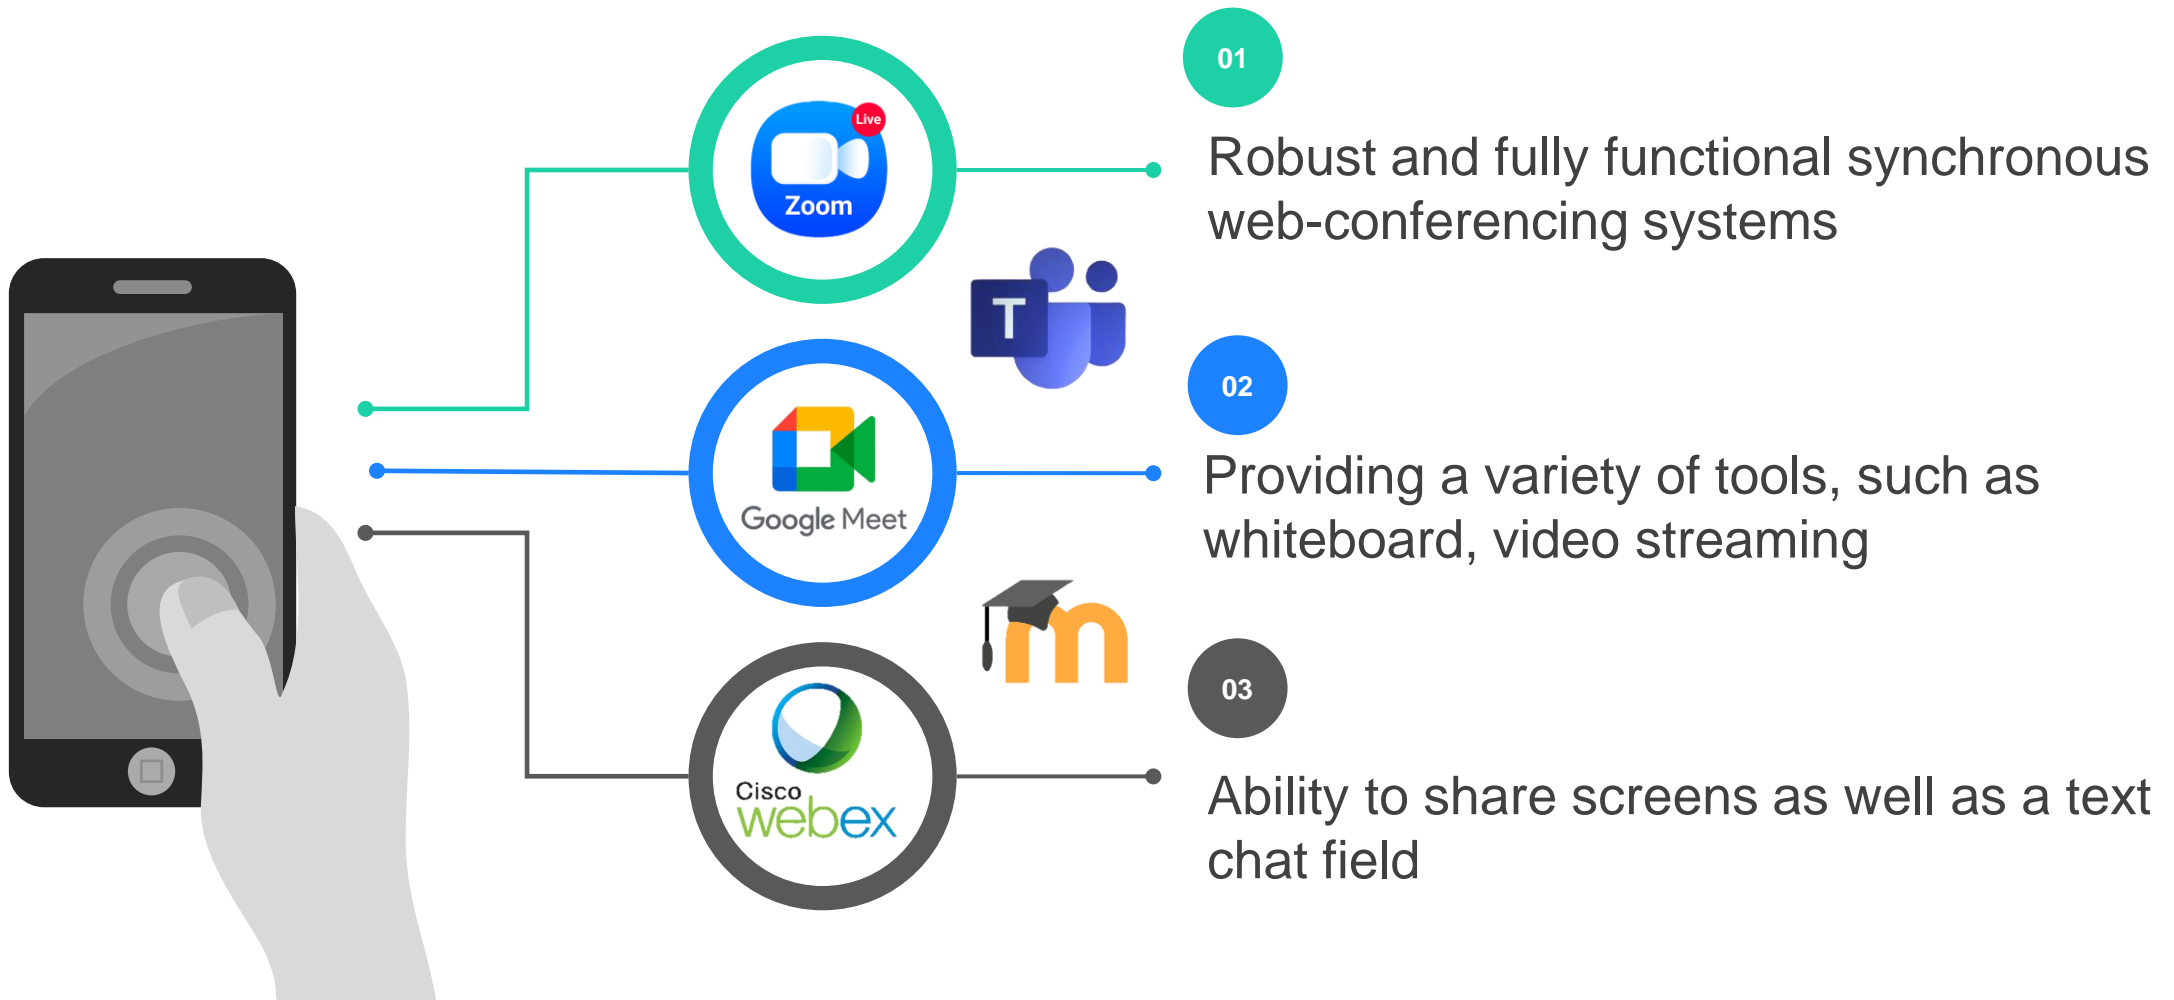 01
Robust and fully functional synchronous
web-conferencing systems
Live
Zoom
T
02
Providing a variety of tools, such as
whiteboard, video streaming
Google Meet
m
03
Ability to share screens as well as a text
chat field
Cisco
webex